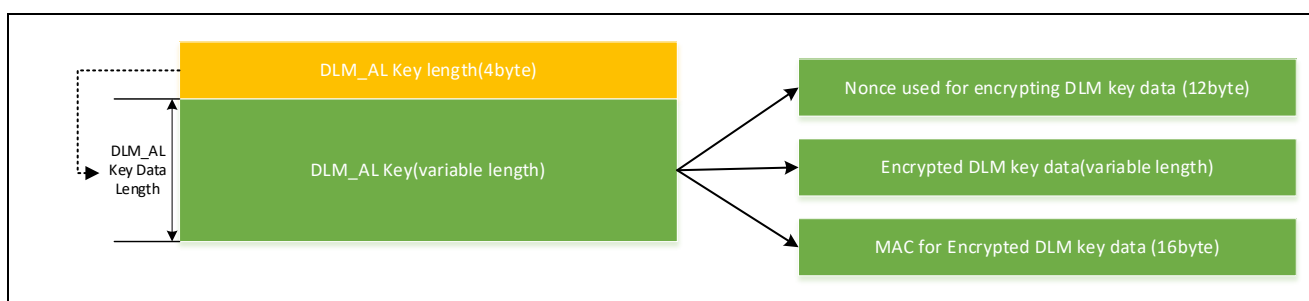 DLM_AL Key length(4byte)
DLM_AL
Key Data
Length
DLM_AL Key(variable length)
Nonce used for encrypting DLM key data (12byte)
Encrypted DLM key data(variable length)
MAC for Encrypted DLM key data (16byte)